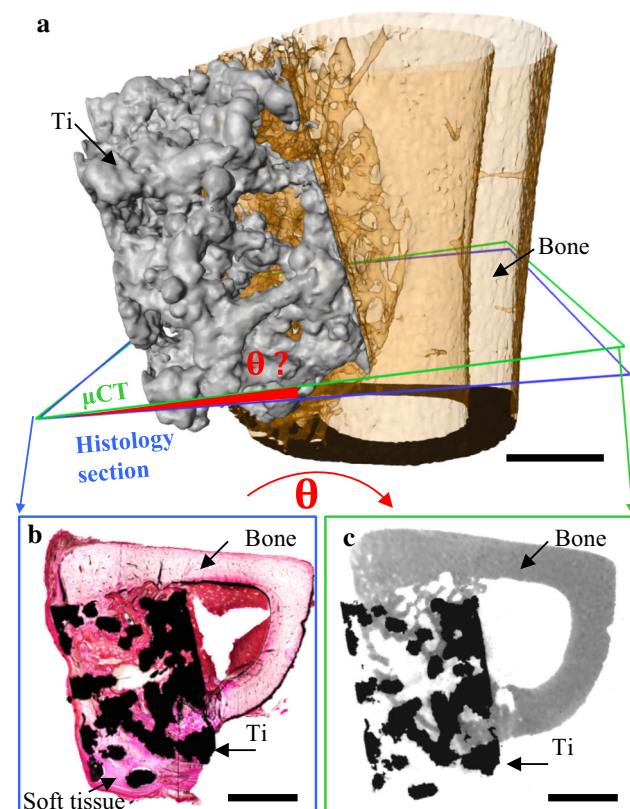 a
Ti
Bone
θ ?
μCT
Histology
section
θ
b
Bone
Ti
Soft tissue
c
Bone
Ti